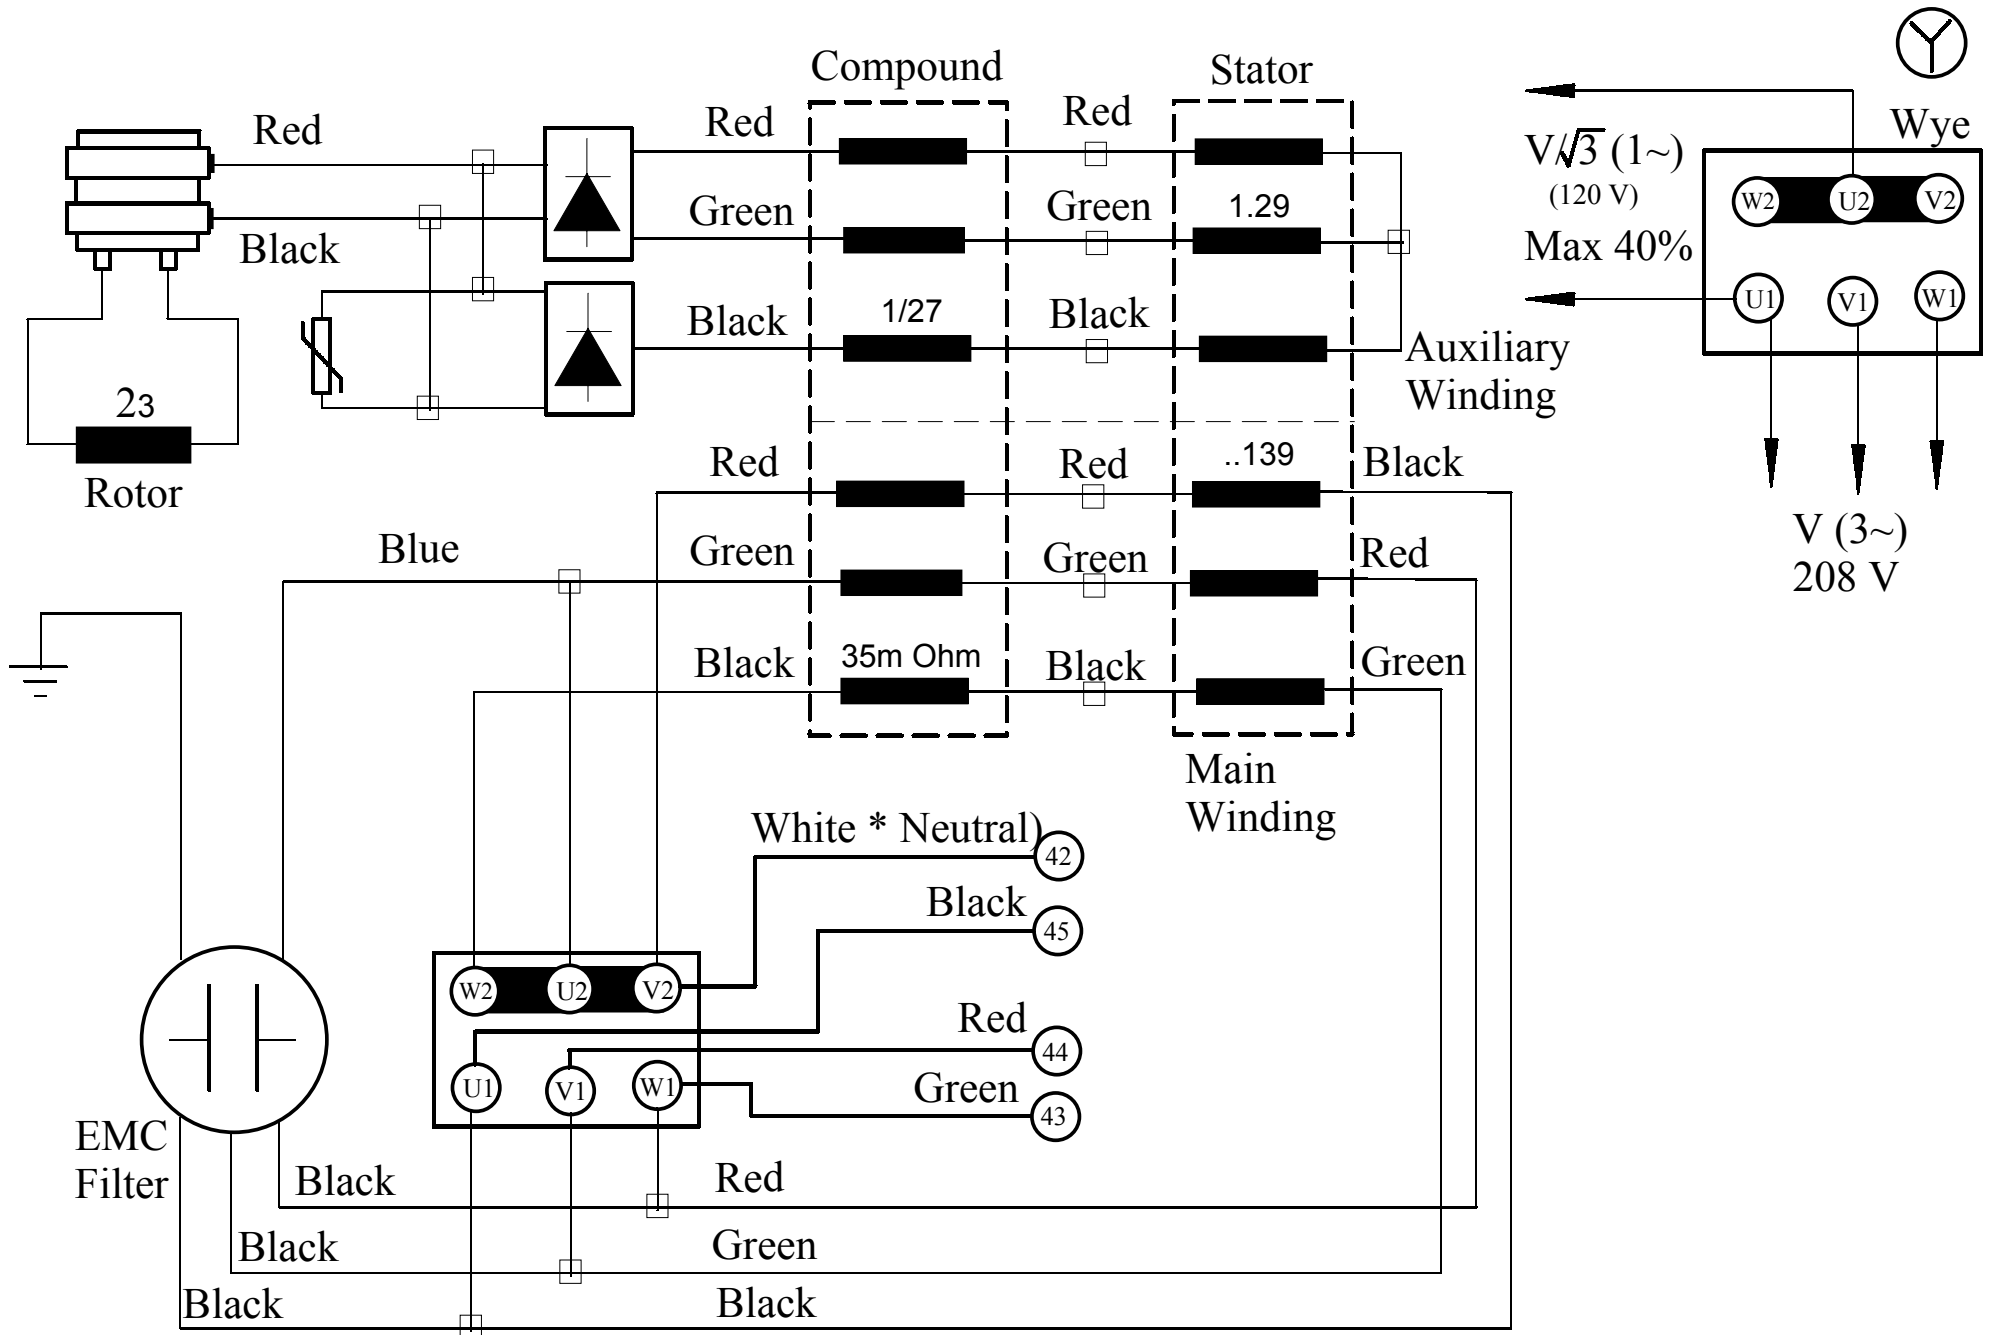 Compound
Stator
Wye
Red
Red
Red
V/√3 (1~)
(120 V)
Max 40%
W2
U2
V2
U1
V1
W1
V (3~)
208 V
Black
Green
Green
1.29
Black
1/27
Black
Auxiliary
Winding
23
Rotor
Red
Red
..139
Black
Blue
Green
Green
Red
Black
35m Ohm
Black
Green
Main
Winding
White * Neutral)
42
Black
45
W2
U2
V2
Red
44
U1
V1
W1
Green
43
EMC
Filter
Black
Red
Black
Green
Black
Black